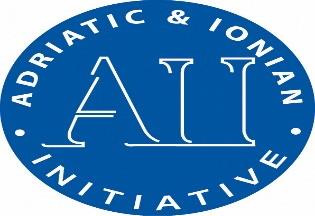 ADRIATIC & IONIAN
AII
• INITIATIVE •